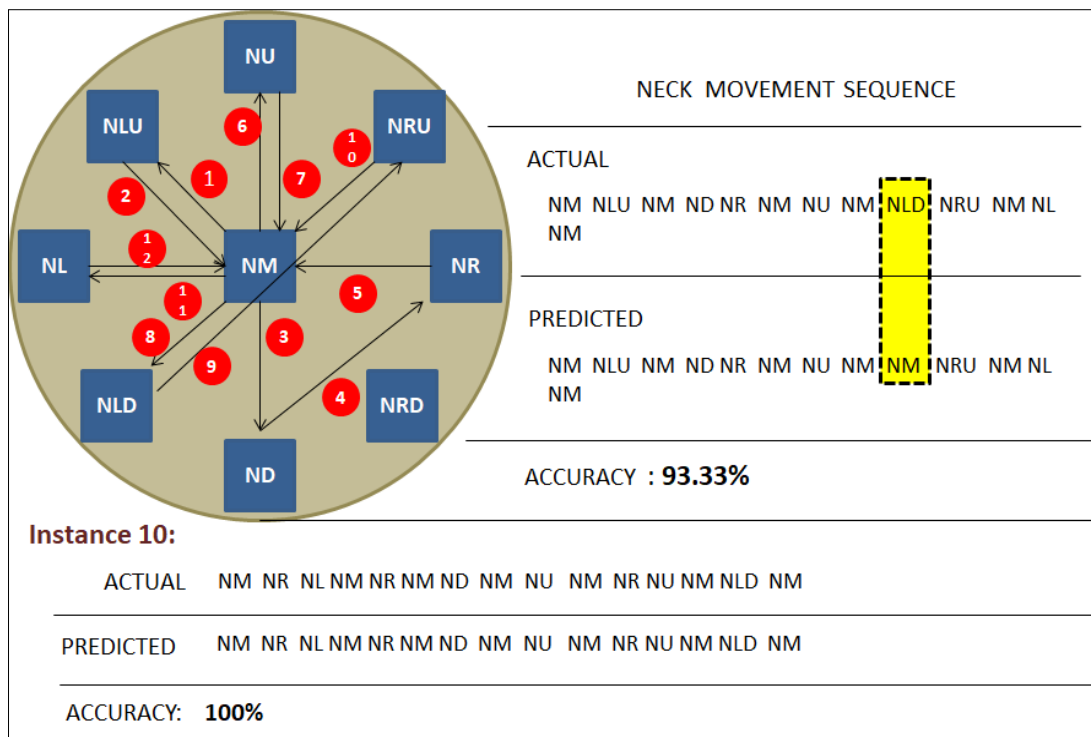 NU
NLU
NRU
6
1
0
2
1
7
NL
1
2
NM
NR
1
1
5
8
3
9
4
NLD
NRD
ND
NECK MOVEMENT SEQUENCE
ACTUAL
NM NLU NM ND NR NM NU NM NLD NRU NM NL
NM
PREDICTED
NM NLU NM ND NR NM NU NM NM NRU NM NL
NM
ACCURACY : 93.33%
Instance 10:
ACTUAL NM NR NL NM NR NM ND NM NU NM NR NU NM NLD NM
PREDICTED NM NR NL NM NR NM ND NM NU NM NR NU NM NLD NM
ACCURACY: 100%